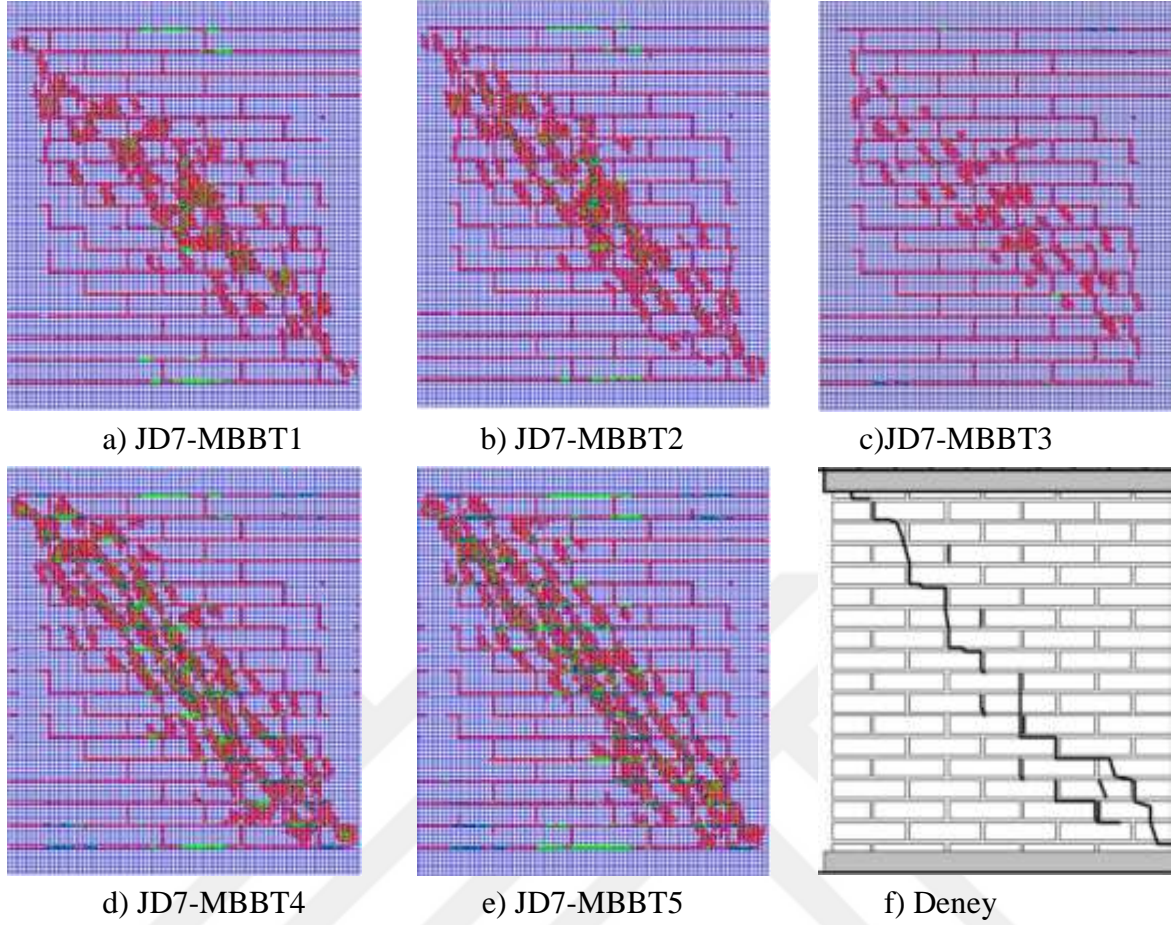 a) JD7-MBBT1
b) JD7-MBBT2
c)JD7-MBBT3
d) JD7-MBBT4
e) JD7-MBBT5
f) Deney